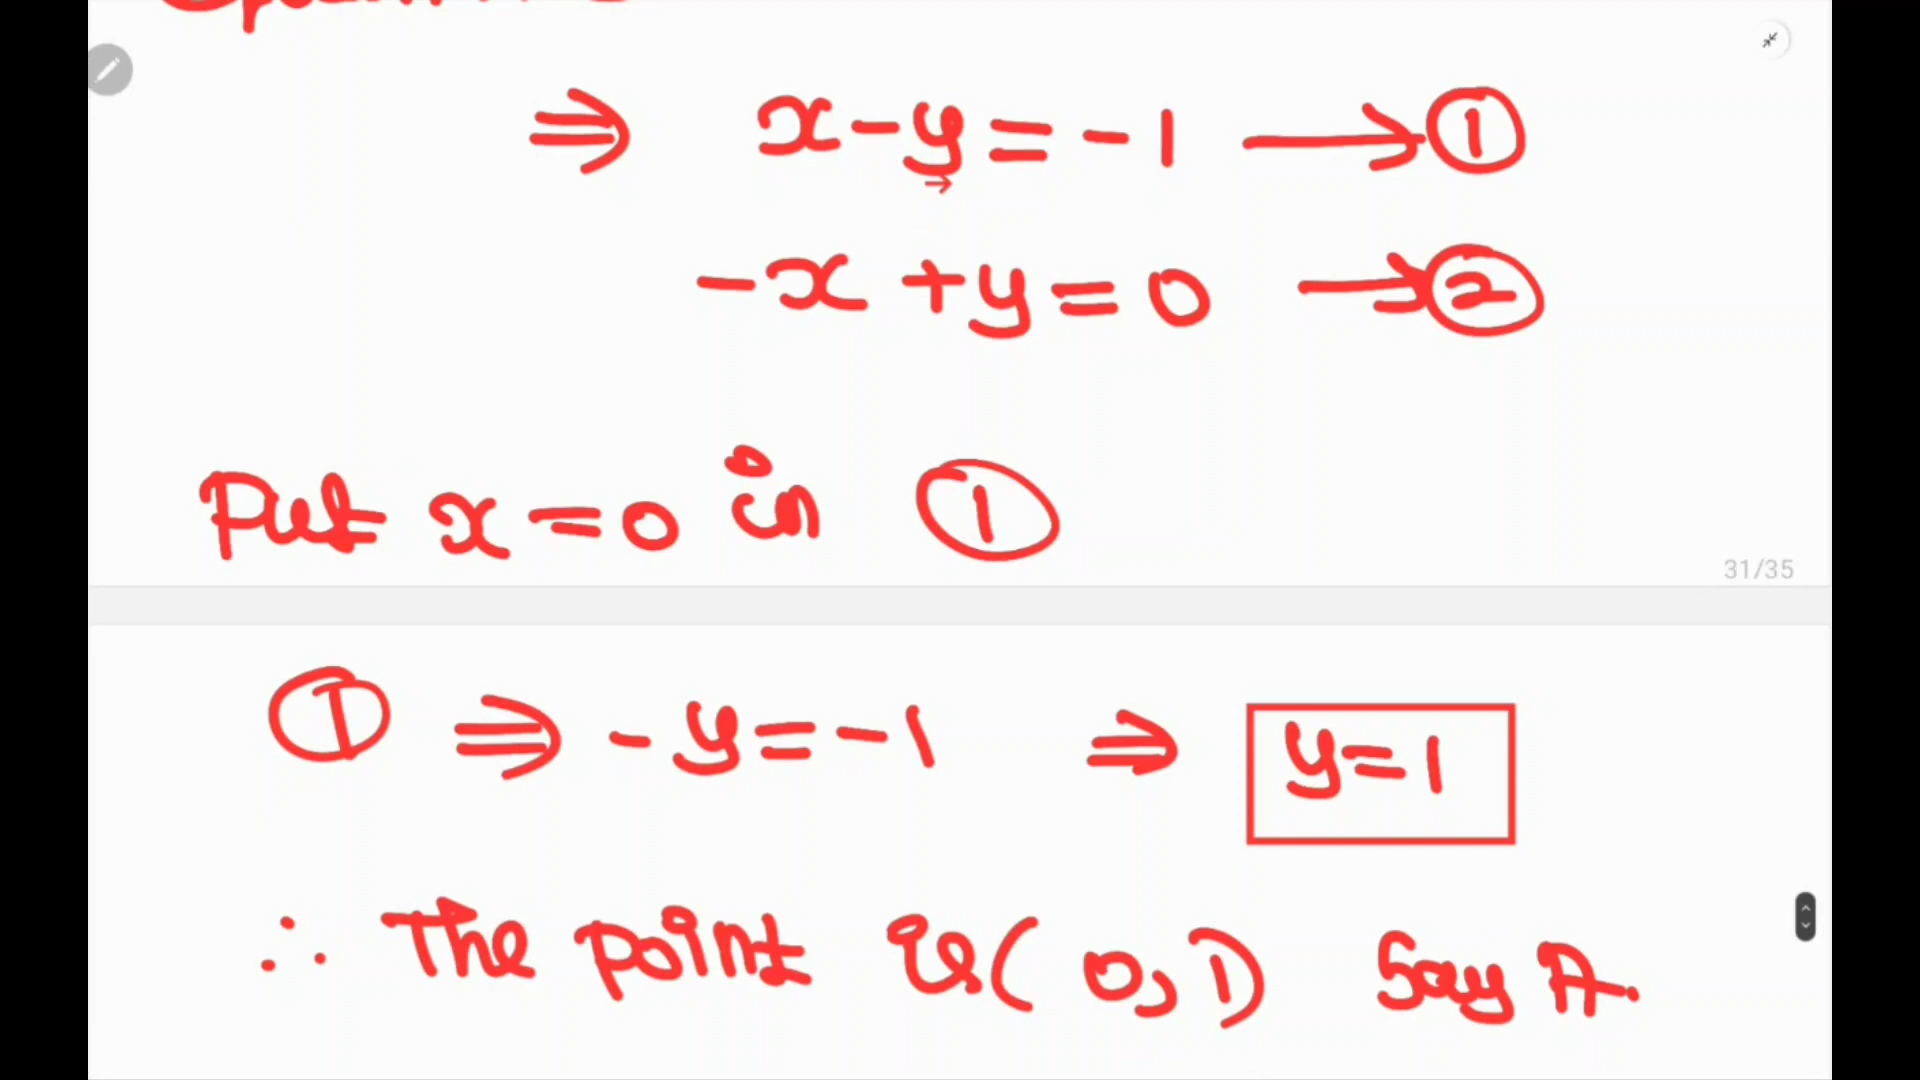 ⇒ x - y = -1 → ①
-x + y = 0 → ②
Put x = 0 in ①
31/35
① ⇒ -y = -1 ⇒ y = 1
∴ The point is (0,1) Say A.